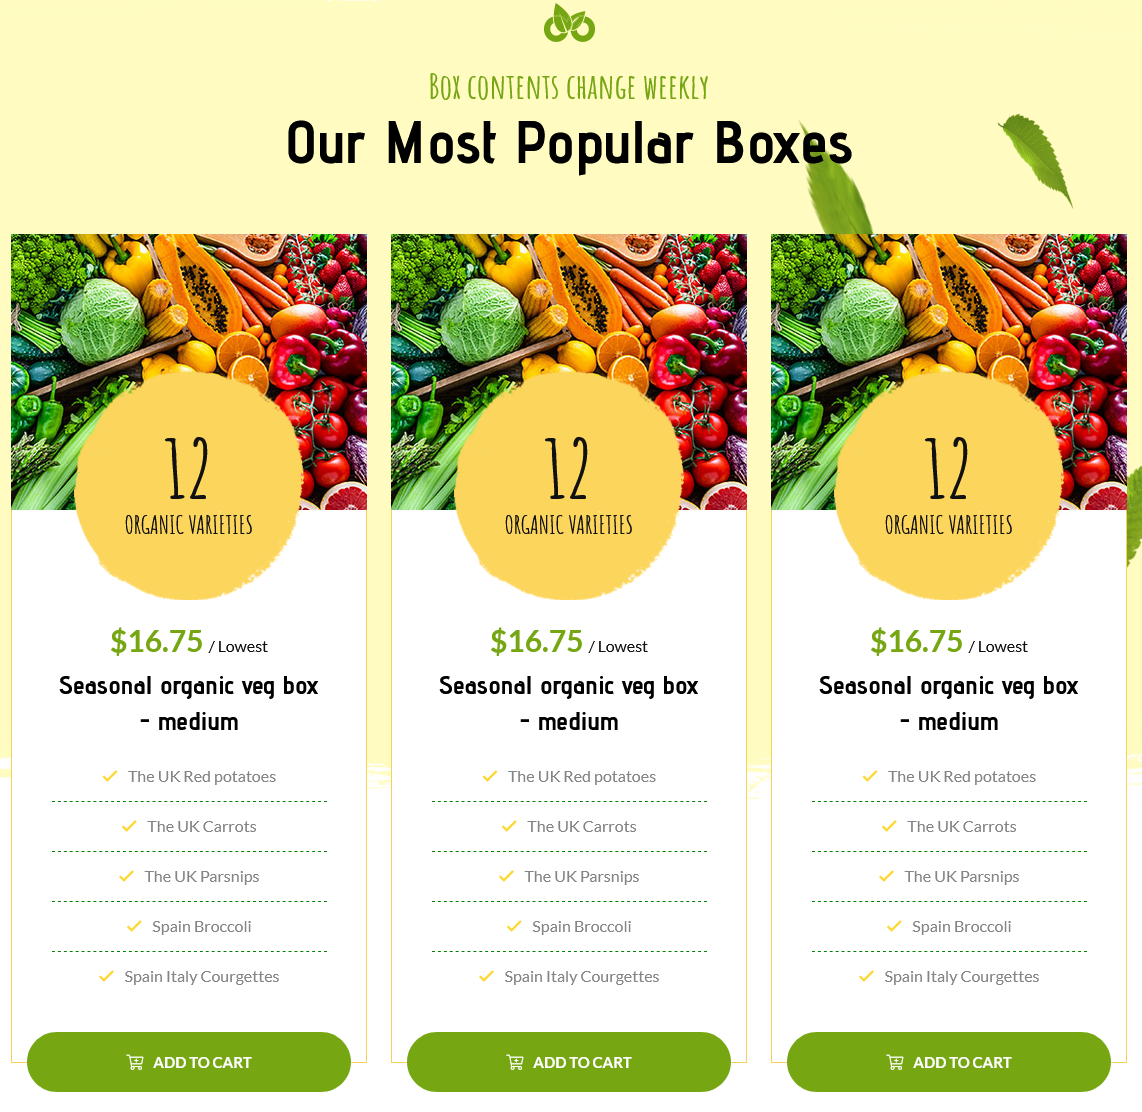 Box contents change weekly
Our Most Popular Boxes
12
ORGANIC VARIETIES
$16.75 / Lowest
Seasonal organic veg box
- medium
The UK Red potatoes
The UK Carrots
The UK Parsnips
Spain Broccoli
Spain Italy Courgettes
ADD TO CART
12
ORGANIC VARIETIES
$16.75 / Lowest
Seasonal organic veg box
- medium
The UK Red potatoes
The UK Carrots
The UK Parsnips
Spain Broccoli
Spain Italy Courgettes
ADD TO CART
12
ORGANIC VARIETIES
$16.75 / Lowest
Seasonal organic veg box
- medium
The UK Red potatoes
The UK Carrots
The UK Parsnips
Spain Broccoli
Spain Italy Courgettes
ADD TO CART